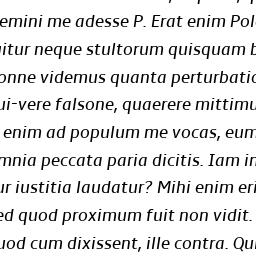 emini me adesse P. Erat enim Pol
itur neque stultorum quisquam b
onne videmus quanta perturbatio
ui-vere falsone, quaerere mittimu
enim ad populum me vocas, eum
mnia peccata paria dicitis. Iam in
ur iustitia laudatur? Mihi enim eri
ed quod proximum fuit non vidit.
uod cum dixissent, ille contra. Qui